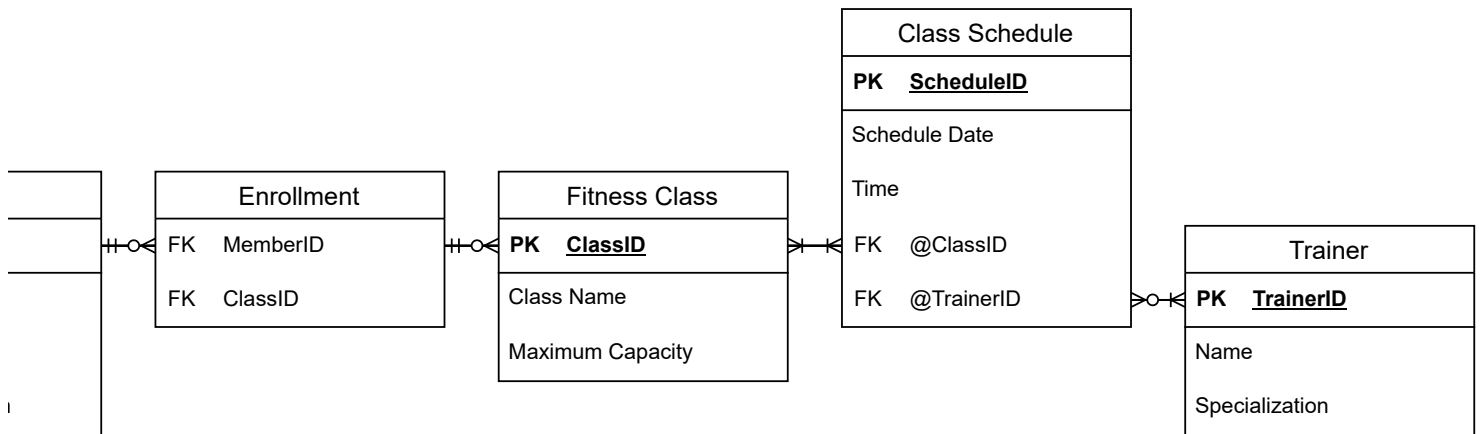 Class Schedule
PK ScheduleID
Schedule Date
Time
FK @ClassID
FK @TrainerID
Enrollment
FK MemberID
FK ClassID
Fitness Class
PK ClassID
Class Name
Maximum Capacity
Trainer
PK TrainerID
Name
Specialization